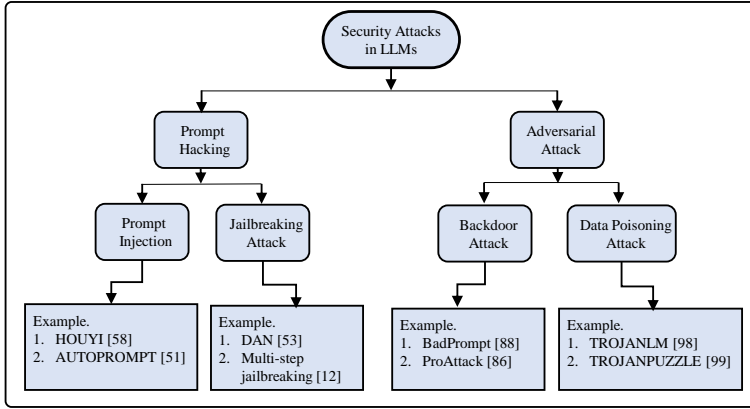 Security Attacks
in LLMs
Prompt
Hacking
Adversarial
Attack
Prompt
Injection
Jailbreaking
Attack
Backdoor
Attack
Data Poisoning
Attack
Example.
1. HOUYI [58]
2. AUTOPROMPT [51]
Example.
1. DAN [53]
2. Multi-step
jailbreaking [12]
Example.
1. BadPrompt [88]
2. ProAttack [86]
Example.
1. TROJANLM [98]
2. TROJANPUZZLE [99]